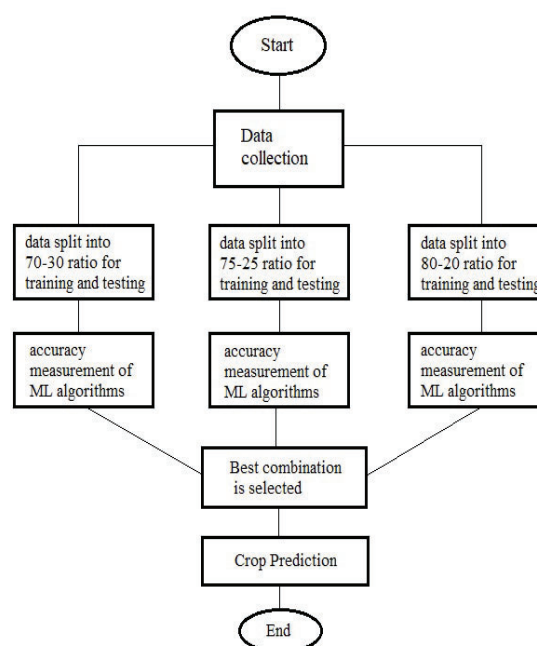 Start
Data
collection
data split into
70-30 ratio for
training and testing
data split into
75-25 ratio for
training and testing
data split into
80-20 ratio for
training and testing
accuracy
measurement of
ML algorithms
accuracy
measurement of
ML algorithms
accuracy
measurement of
ML algorithms
Best combination
is selected
Crop Prediction
End